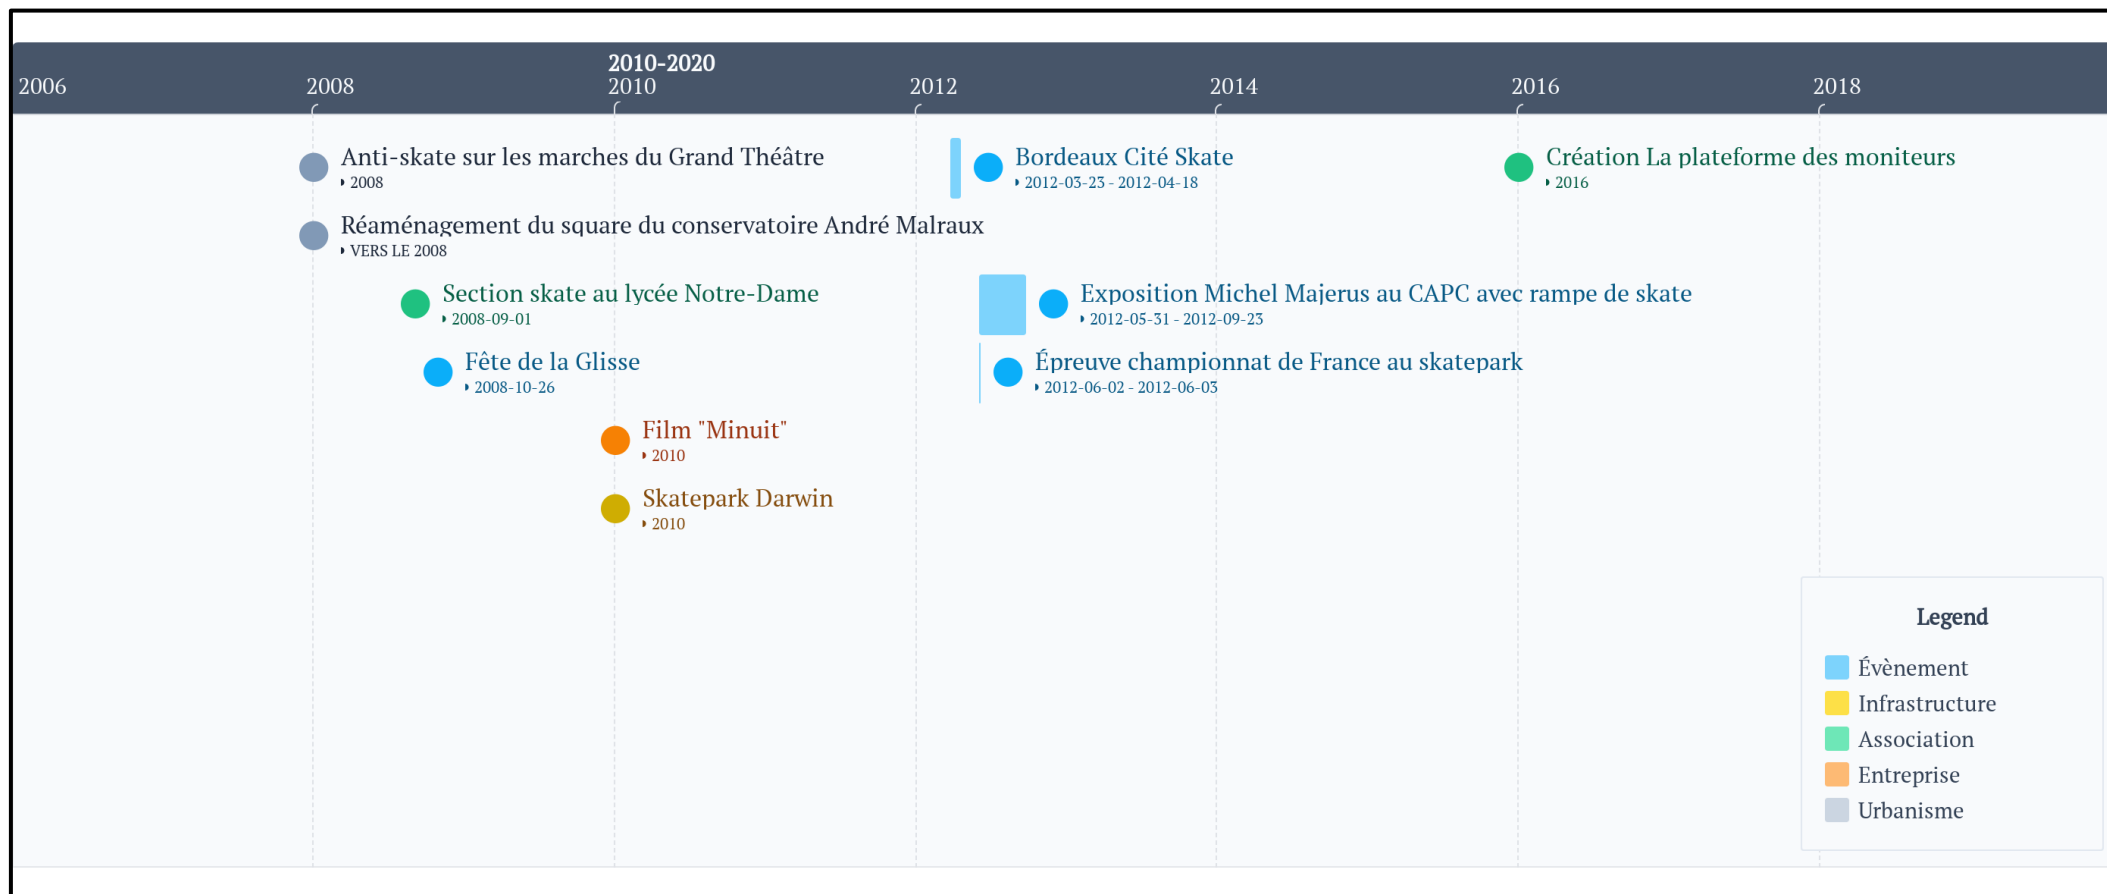 2010-2020
2006 2008 2010 2012 2014 2016 2018
Anti-skate sur les marches du Grand Théâtre
2008
Bordeaux Cité Skate
2012-03-23 - 2012-04-18
Création La plateforme des moniteurs
2016
Réaménagement du square du conservatoire André Malraux
VERS LE 2008
Section skate au lycée Notre-Dame
2008-09-01
Exposition Michel Majerus au CAPC avec rampe de skate
2012-05-31 - 2012-09-23
Fête de la Glisse
2008-10-26
Épreuve championnat de France au skatepark
2012-06-02 - 2012-06-03
Film "Minuit"
2010
Skatepark Darwin
2010
Legend
Évènement
Infrastructure
Association
Entreprise
Urbanisme